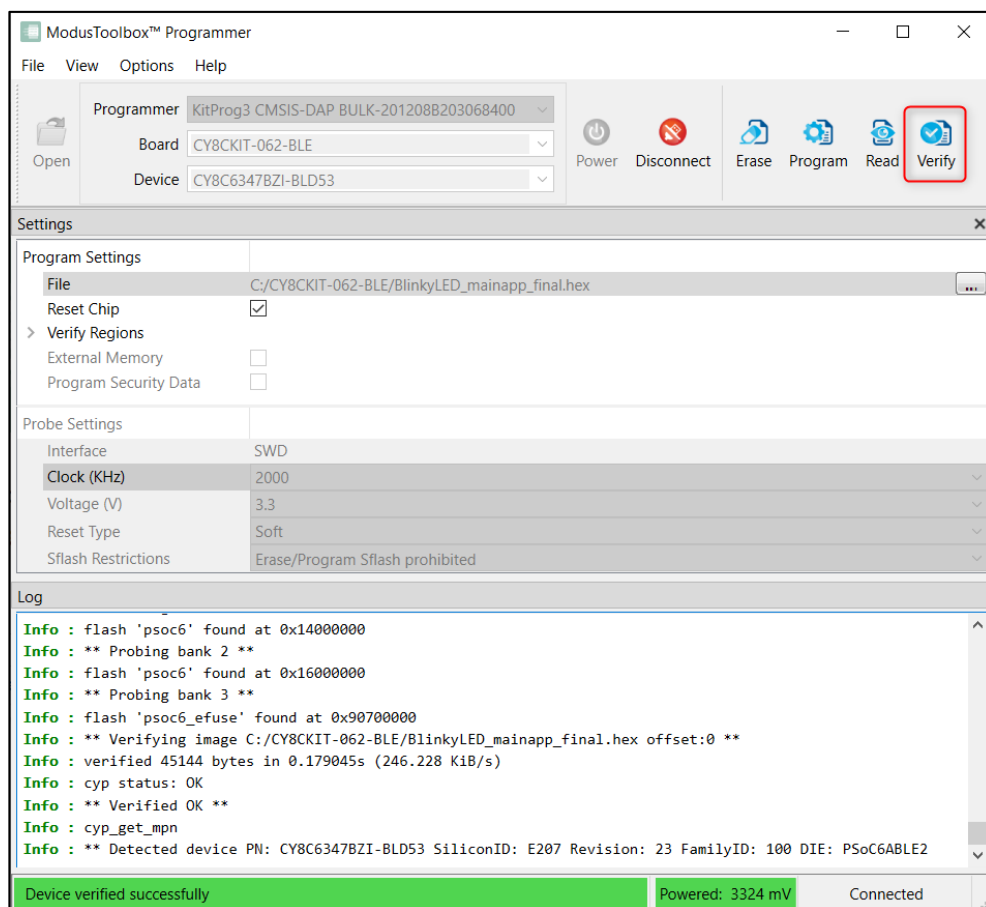 ModusToolbox™ Programmer
File View Options Help
Open
Programmer KitProg3 CMSIS-DAP BULK-201208B203068400
Board CY8CKIT-062-BLE
Device CY8C6347BZI-BLD53
Power Disconnect Erase Program Read Verify
Settings
Program Settings
File C:/CY8CKIT-062-BLE/BlinkyLED_mainapp_final.hex ...
Reset Chip
Verify Regions
External Memory
Program Security Data
Probe Settings
Interface SWD
Clock (KHz) 2000
Voltage (V) 3.3
Reset Type Soft
Sflash Restrictions Erase/Program Sflash prohibited
Log
Info : flash 'psoc6' found at 0x14000000
Info : ** Probing bank 2 **
Info : flash 'psoc6' found at 0x16000000
Info : ** Probing bank 3 **
Info : flash 'psoc6_efuse' found at 0x90700000
Info : ** Verifying image C:/CY8CKIT-062-BLE/BlinkyLED_mainapp_final.hex offset:0 **
Info : verified 45144 bytes in 0.179045s (246.228 KiB/s)
Info : cyp status: OK
Info : ** Verified OK **
Info : cyp_get_mpn
Info : ** Detected device PN: CY8C6347BZI-BLD53 SiliconID: E207 Revision: 23 FamilyID: 100 DIE: PSoC6ABLE2
Device verified successfully Powered: 3324 mV Connected